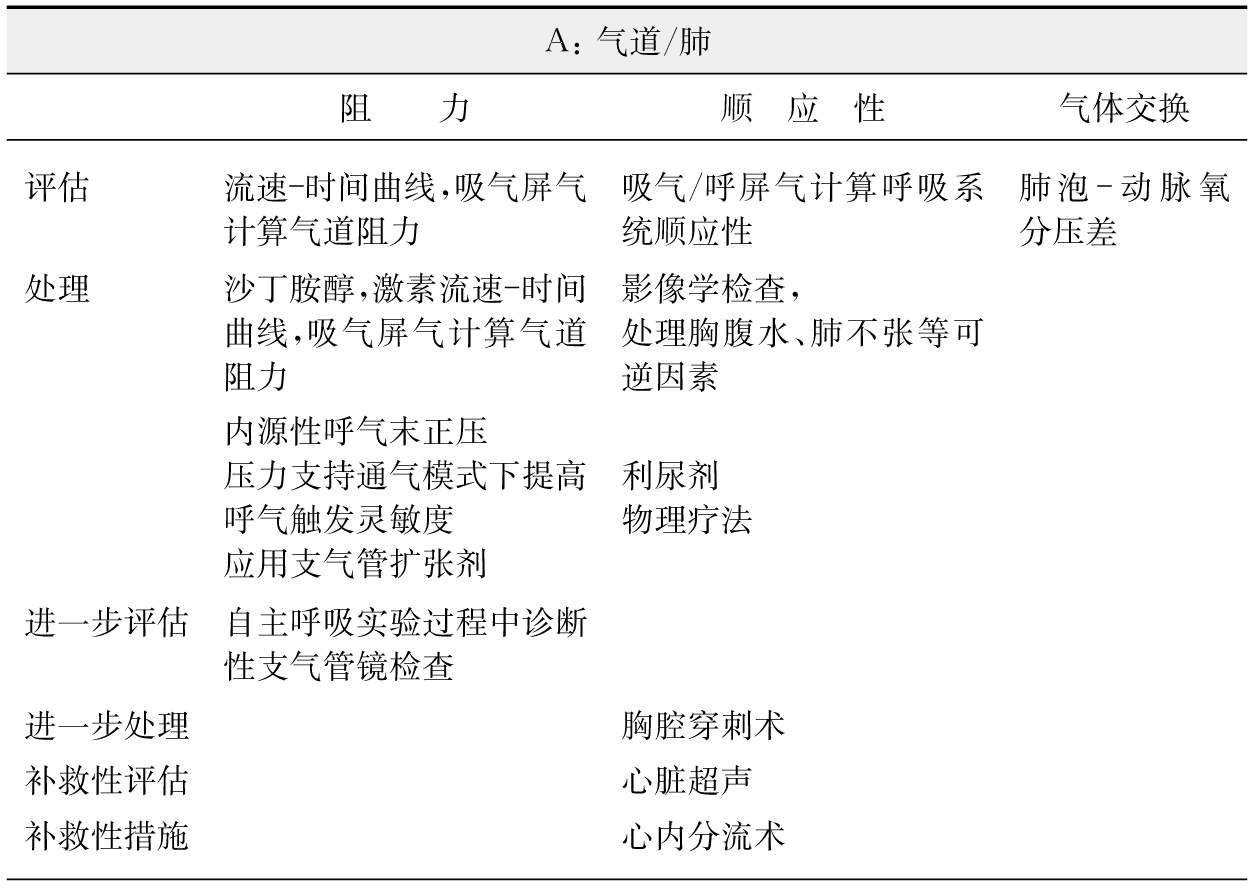 A：气道/肺
阻 力 顺 应 性 气体交换
评估 流速-时间曲线，吸气屏气 吸气/呼屏气计算呼吸系 肺泡-动脉氧
计算气道阻力 统顺应性 分压差
处理 沙丁胺醇，激素流速-时间 影像学检查，
曲线，吸气屏气计算气道 处理胸腹水、肺不张等可
阻力 逆因素
内源性呼气末正压
压力支持通气模式下提高 利尿剂
呼气触发灵敏度 物理疗法
应用支气管扩张剂
进一步评估 自主呼吸实验过程中诊断
性支气管镜检查
进一步处理 胸腔穿刺术
补救性评估 心脏超声
补救性措施 心内分流术